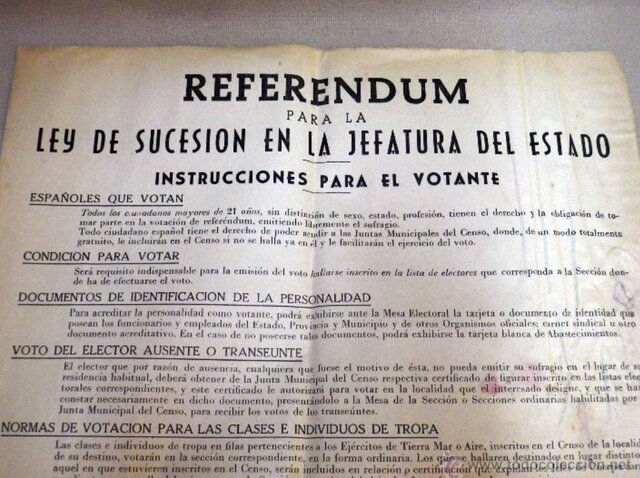 REFERENDUM
PARA LA
LEY DE SUCESION EN LA JEFATURA DEL ESTADO
INSTRUCCIONES PARA EL VOTANTE
ESPAÑOLES QUE VOTAN
Todos los ciudadanos mayores de 21 años, sin distinción de sexo, estado, profesión, tienen el derecho y la obligación de to-
mar parte en la votación de referéndum, emitiendo libremente el sufragio.
Todo ciudadano español tiene el derecho de poder acudir a las Juntas Municipales del Censo, donde, de un modo totalmente
gratuito, le incluirán en el Censo si no se halla ya en él y le facilitarán el ejercicio del voto.
CONDICION PARA VOTAR
Será requisito indispensable para la emisión del voto hallarse inscrito en la lista de electores que corresponda a la Sección don-
de ha de efectuarse el voto.
DOCUMENTOS DE IDENTIFICACION DE LA PERSONALIDAD
Para acreditar la personalidad como votante, podrá exhibirse ante la Mesa Electoral la tarjeta o documento de identidad que
posean los funcionarios y empleados del Estado, Provincia y Municipio y de otros Organismos oficiales; carnet sindical u otro
documento acreditativo. En el caso de no poseerse tales documentos, podrá exhibirse la tarjeta blanca de Abastecimientos.
VOTO DEL ELECTOR AUSENTE O TRANSEUNTE
El elector que por razón de ausencia, cualquiera que fuese el motivo de ésta, no pueda emitir su sufragio en el lugar de su
residencia habitual, deberá obtener de la Junta Municipal del Censo respectiva certificado de figurar inscrito en las listas elec-
torales correspondientes, y este certificado le autorizará para votar en la localidad que el interesado designe, y que se hará
constar necesariamente en dicho documento, presentándolo a la Mesa de la Sección o Secciones ordinarias habilitadas por la
Junta Municipal del Censo, para recibir los votos de los transeúntes.
NORMAS DE VOTACION PARA LAS CLASES E INDIVIDUOS DE TROPA
Las clases e individuos de tropa en filas pertenecientes a los Ejércitos de Tierra Mar o Aire, inscritos en el Censo de la localidad
de su destino, votarán en la sección correspondiente, en la forma ordinaria. Los que se hallaren destinados en lugar distinto
aquel en que estuvieren inscritos en el Censo, serán incluidos en relación o certificación que
www.todocoleccion.net